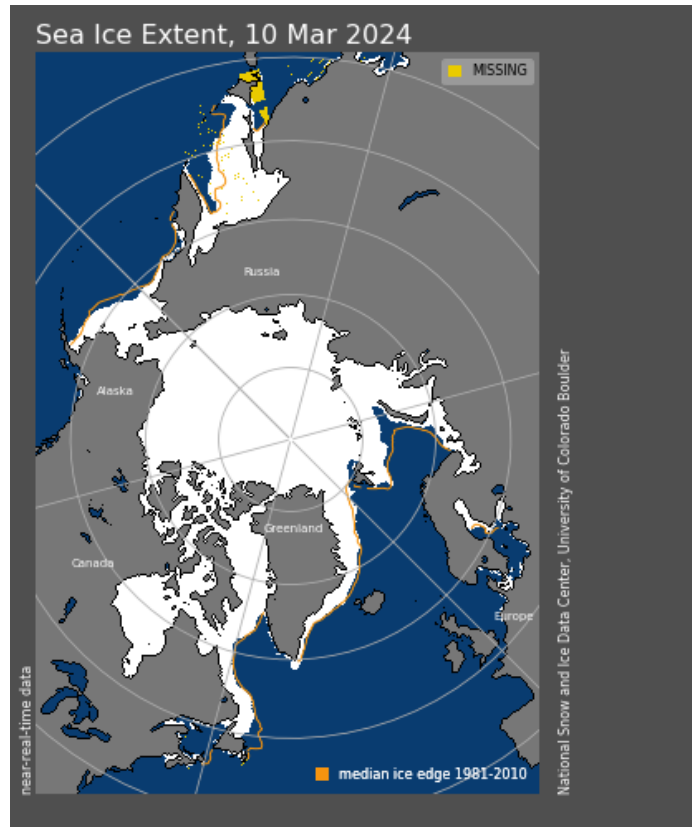 Sea Ice Extent, 10 Mar 2024
MISSING
Russia
Alaska
Greenland
Canada
Europe
near-real-time data
median ice edge 1981-2010
National Snow and Ice Data Center, University of Colorado Boulder